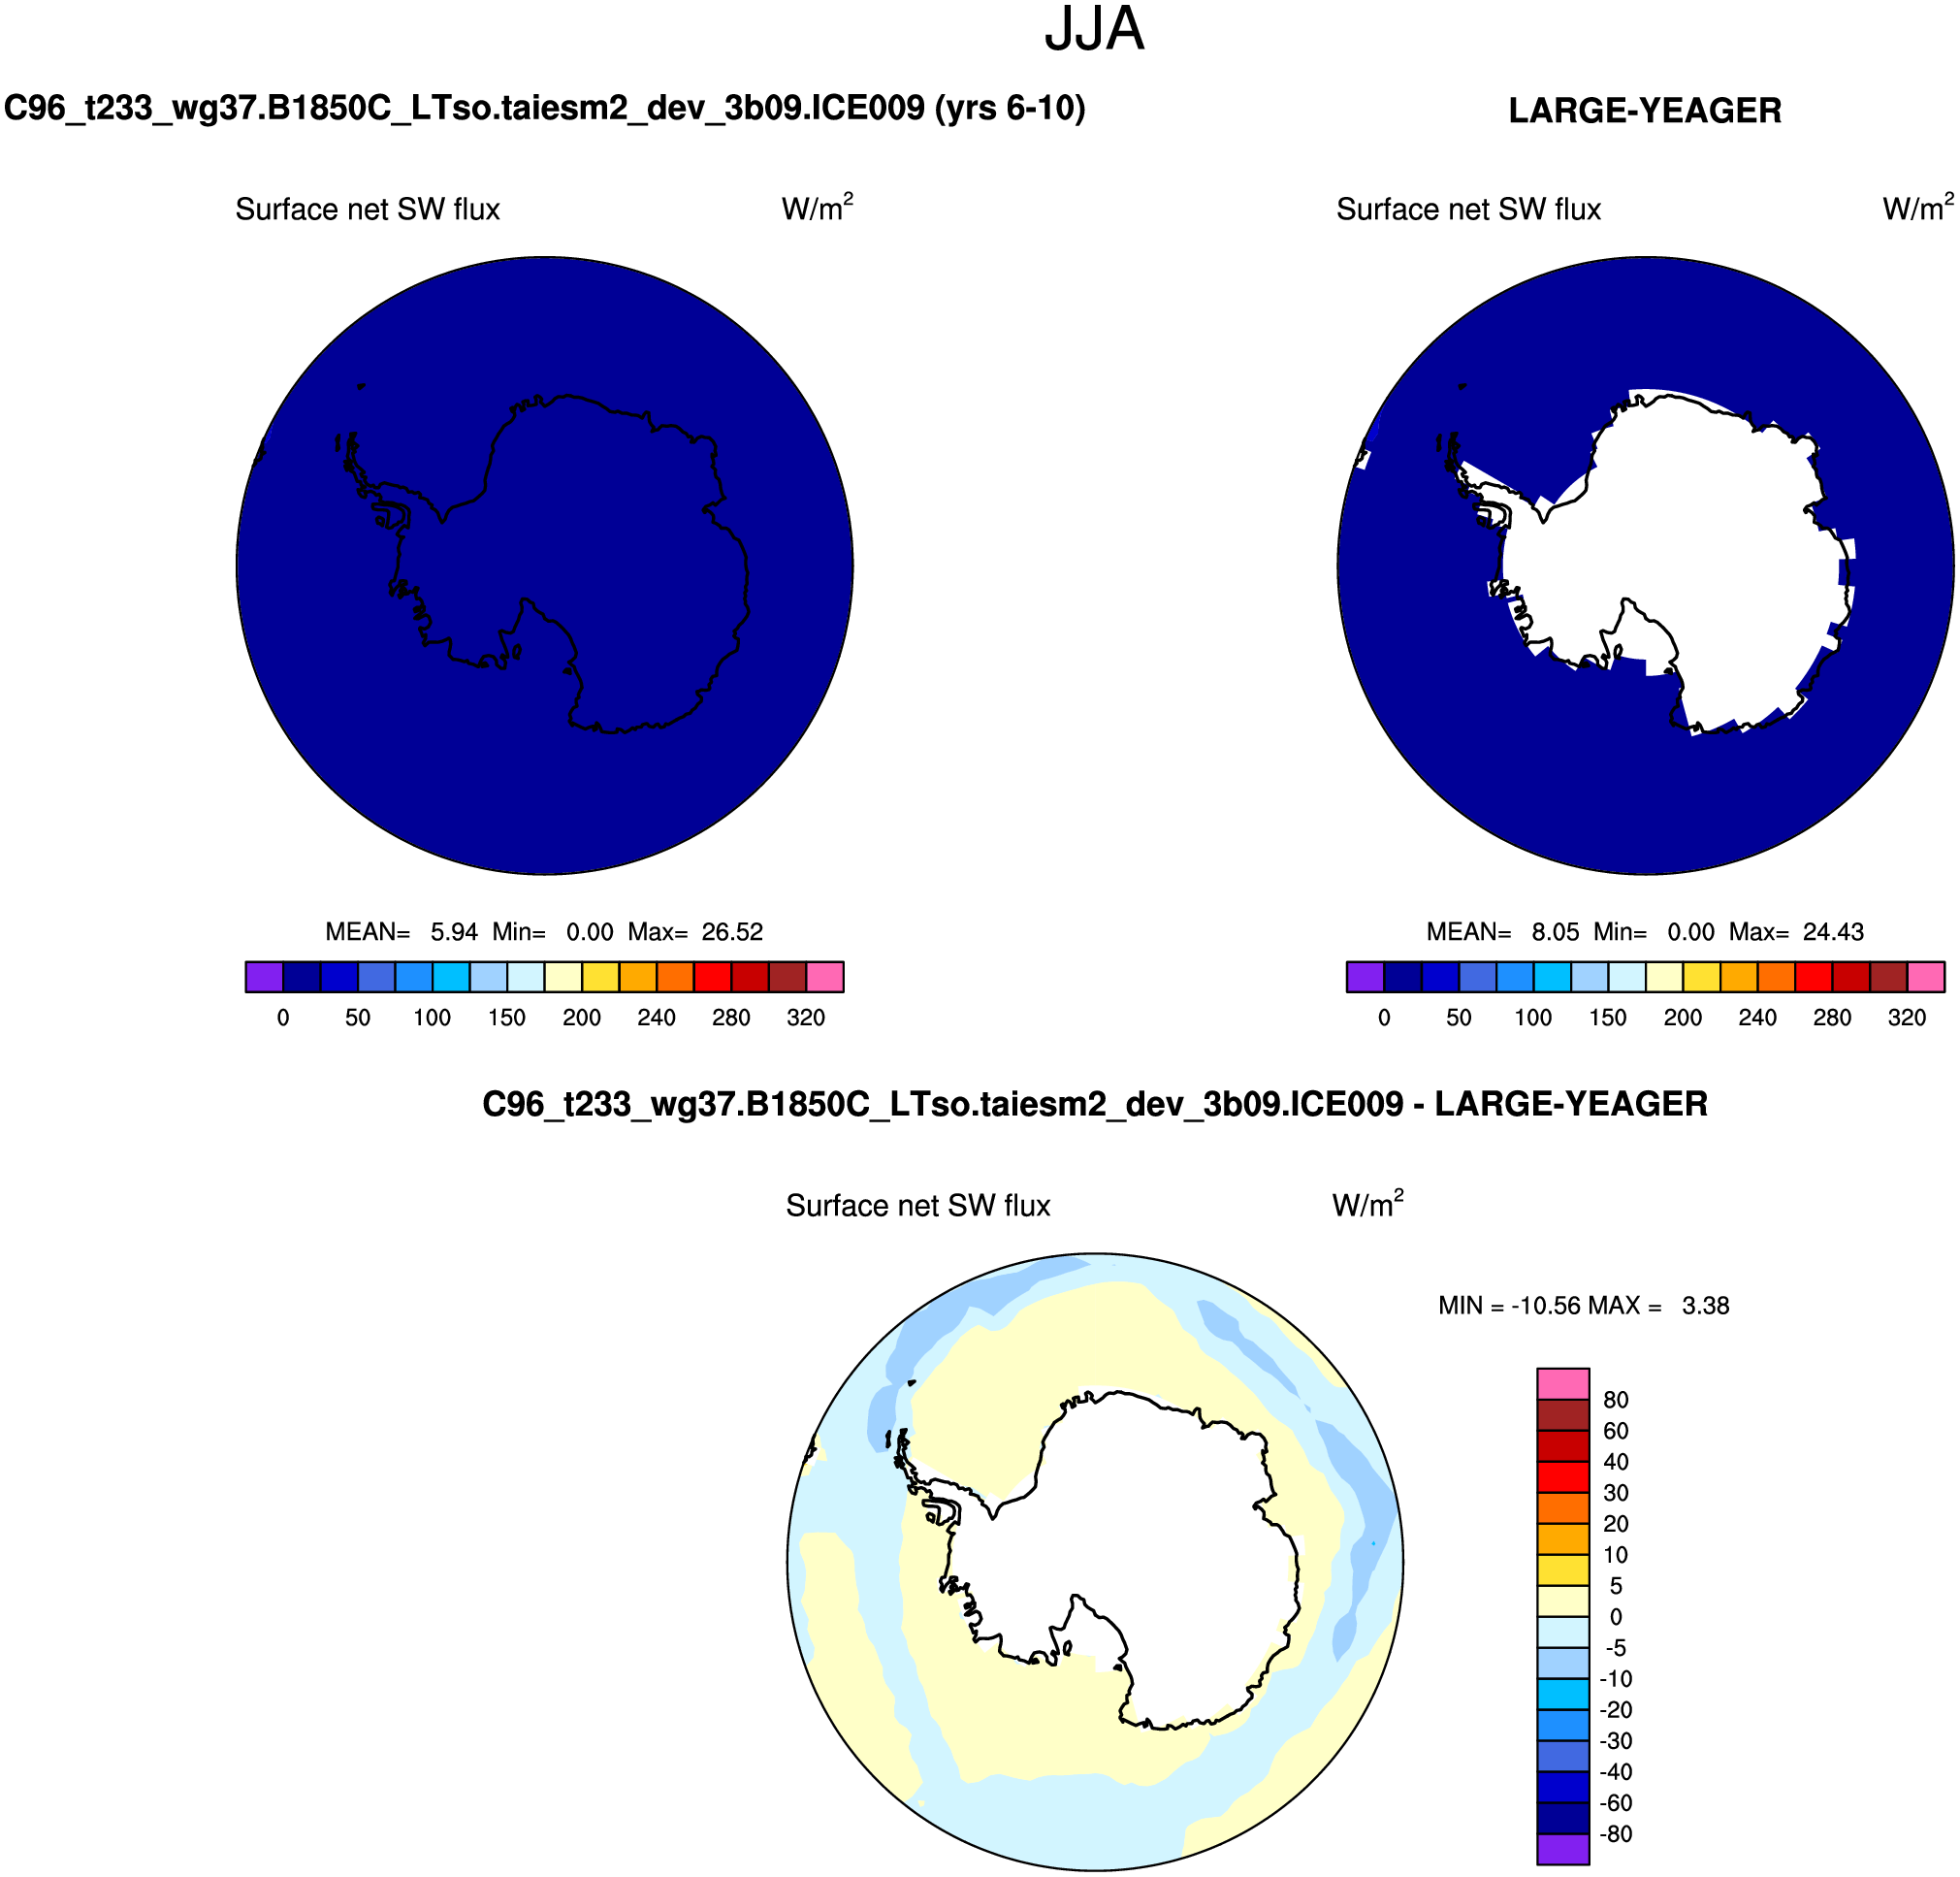 JJA
C96_t233_wg37.B1850C_LTso.taiesm2_dev_3b09.ICE009 (yrs 6-10)
LARGE-YEAGER
Surface net SW flux W/m2
Surface net SW flux W/m2
MEAN= 5.94 Min= 0.00 Max= 26.52
MEAN= 8.05 Min= 0.00 Max= 24.43
0 50 100 150 200 240 280 320
0 50 100 150 200 240 280 320
C96_t233_wg37.B1850C_LTso.taiesm2_dev_3b09.ICE009 - LARGE-YEAGER
Surface net SW flux W/m2
MIN = -10.56 MAX = 3.38
80
60
40
30
20
10
5
0
-5
-10
-20
-30
-40
-60
-80